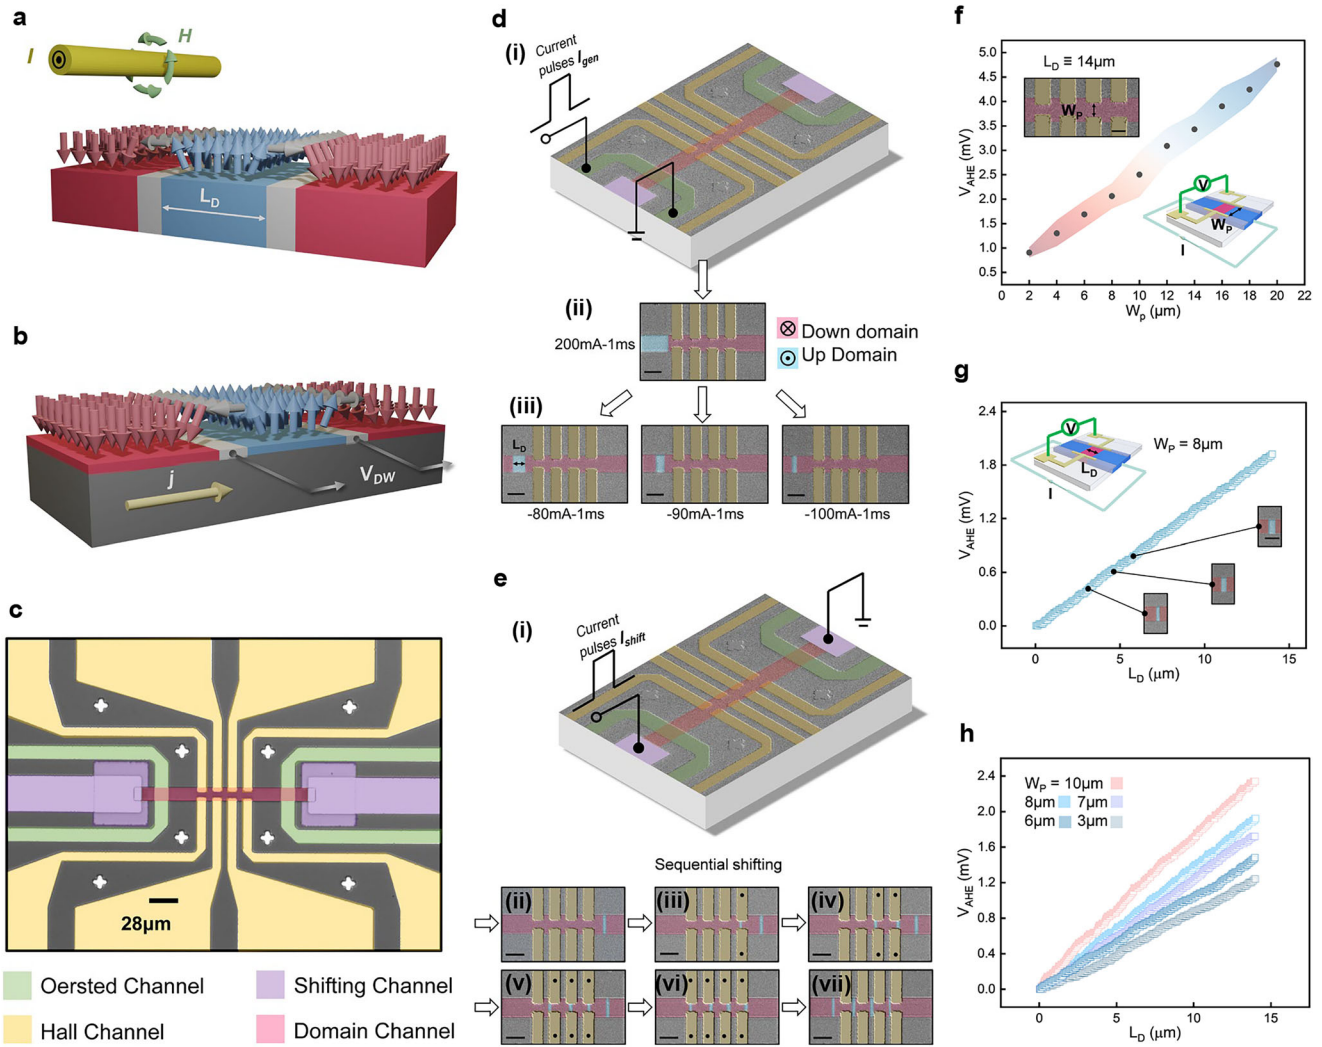 a
I
H
L_D
b
j
V_DW
c
28μm
Oersted Channel
Shifting Channel
Hall Channel
Domain Channel
d
(i)
Current
pulses I_gen
(ii)
200mA-1ms
Down domain
Up Domain
(iii)
L_D
-80mA-1ms
-90mA-1ms
-100mA-1ms
e
(i)
Current
pulses I_shift
Sequential shifting
(ii)
(iii)
(iv)
(v)
(vi)
(vii)
f
L_D ≡ 14μm
W_P
V
W_P
I
V_AHE (mV)
5.0
4.5
4.0
3.5
3.0
2.5
2.0
1.5
1.0
0.5
0 2 4 6 8 10 12 14 16 18 20 22
W_p (μm)
g
V
L_D
I
W_P = 8μm
V_AHE (mV)
2.4
1.8
1.2
0.6
0.0
0 5 10 15
L_D (μm)
h
W_P = 10μm
8μm 7μm
6μm 3μm
V_AHE (mV)
2.4
2.0
1.6
1.2
0.8
0.4
0.0
0 5 10 15
L_D (μm)